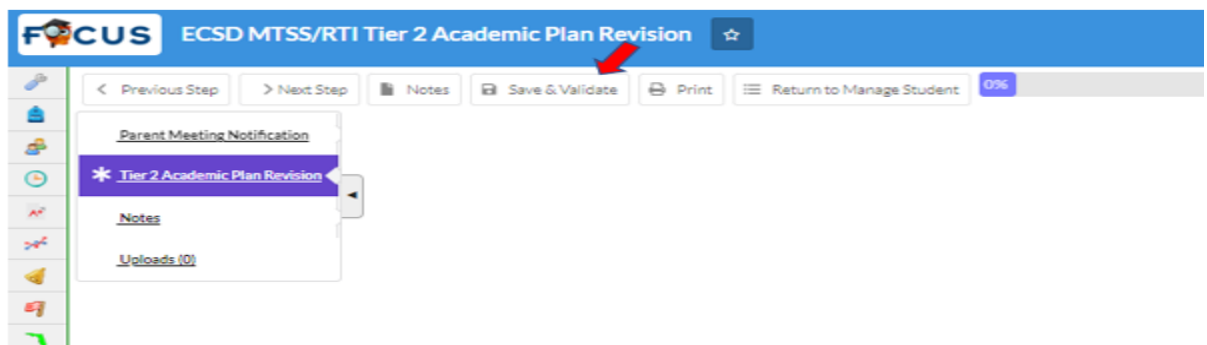 FOCUS ECSD MTSS/RTI Tier 2 Academic Plan Revision
Previous Step Next Step Notes Save & Validate Print Return to Manage Student 0%
Parent Meeting Notification
Tier 2 Academic Plan Revision
Notes
Uploads (0)